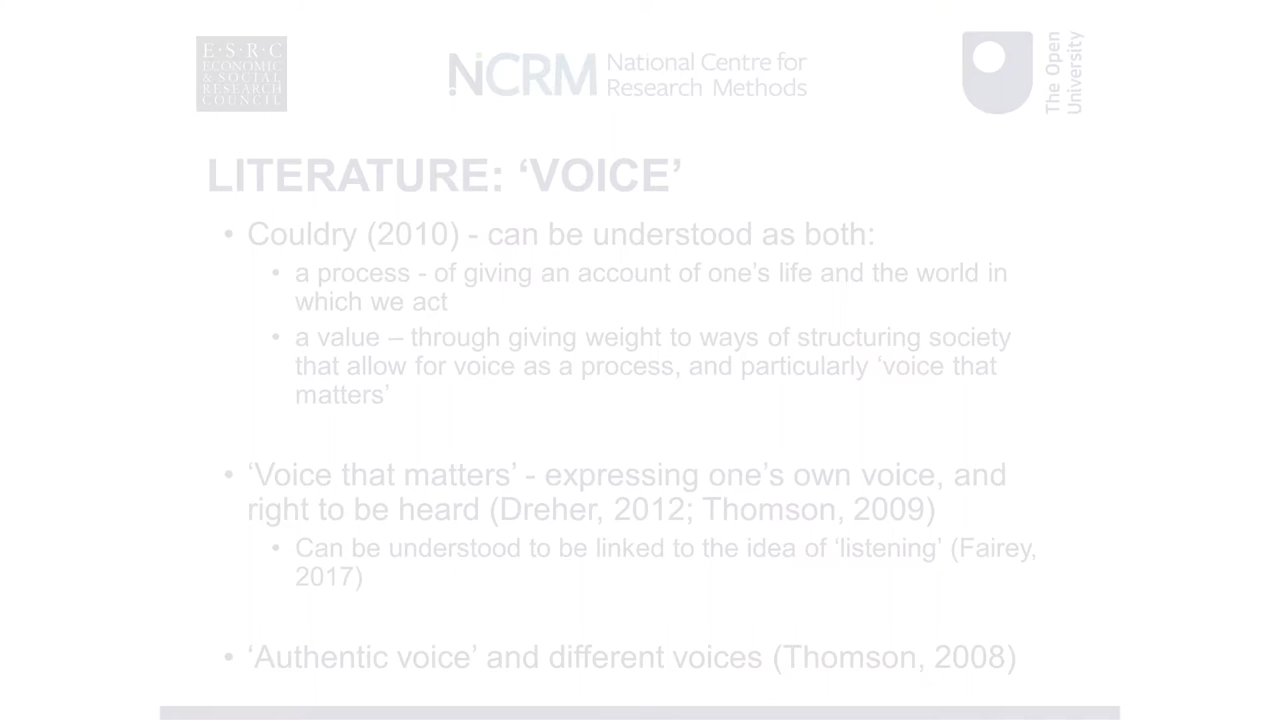 E·S·R·C
ECONOMIC
& SOCIAL
RESEARCH
COUNCIL
NCRM National Centre for
Research Methods
The Open
University
LITERATURE: ‘VOICE’
• Couldry (2010) - can be understood as both:
• a process - of giving an account of one’s life and the world in
which we act
• a value – through giving weight to ways of structuring society
that allow for voice as a process, and particularly ‘voice that
matters’
• ‘Voice that matters’ - expressing one’s own voice, and
right to be heard (Dreher, 2012; Thomson, 2009)
• Can be understood to be linked to the idea of ‘listening’ (Fairey,
2017)
• ‘Authentic voice’ and different voices (Thomson, 2008)